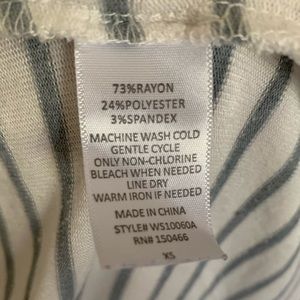 73%RAYON
24%POLYESTER
3%SPANDEX
MACHINE WASH COLD
GENTLE CYCLE
ONLY NON-CHLORINE
BLEACH WHEN NEEDED
LINE DRY
WARM IRON IF NEEDED
MADE IN CHINA
STYLE# WS10060A
RN# 150466
XS